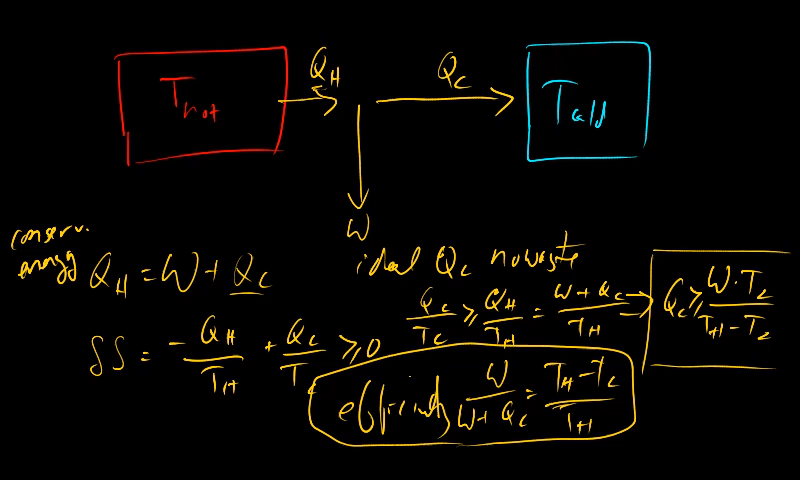 T_hot
Q_H
Q_C
T_cold
W
conserv. energy
Q_H = W + Q_C
ideal Q_C no waste
δS = -Q_H/T_H + Q_C/T_C ≥ 0
Q_C/T_C ≥ Q_H/T_H = (W + Q_C)/T_H →
Q_C ≥ W·T_C/(T_H - T_C)
W/(W + Q_C) = (T_H - T_C)/T_H